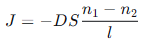 J = −DS (n₁ − n₂)/l